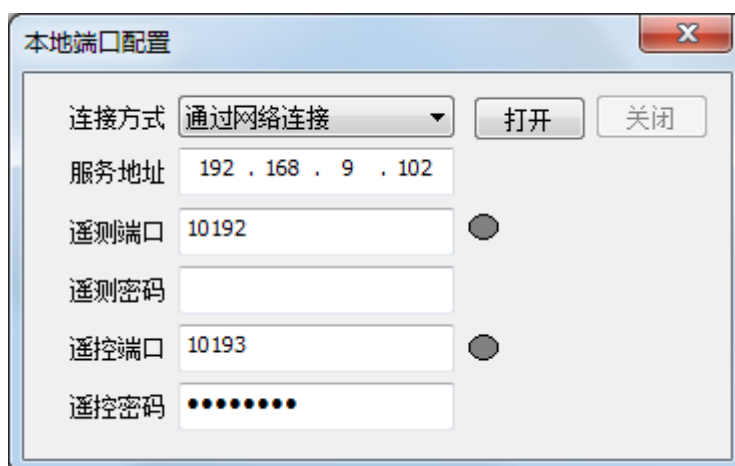 本地端口配置
连接方式 通过网络连接 打开 关闭
服务地址 192 . 168 . 9 . 102
遥测端口 10192
遥测密码
遥控端口 10193
遥控密码 ●●●●●●●●